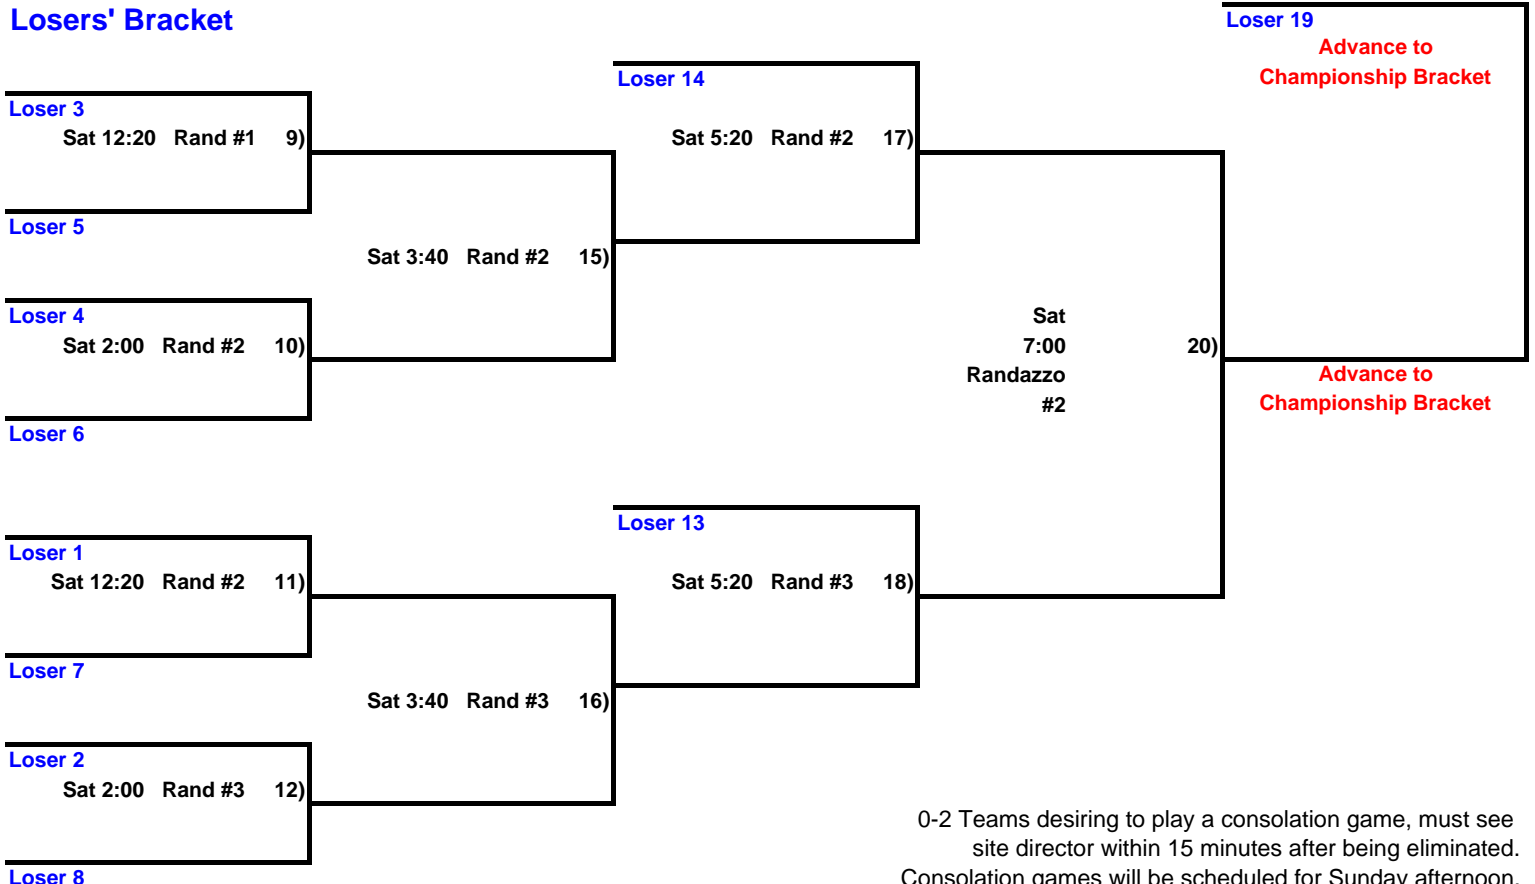 Losers' Bracket
Loser 19
Advance to
Championship Bracket
Loser 14
Loser 3
Sat 12:20 Rand #1 9)
Sat 5:20 Rand #2 17)
Loser 5
Sat 3:40 Rand #2 15)
Loser 4
Sat 2:00 Rand #2 10)
Sat
7:00 20)
Randazzo
#2
Advance to
Championship Bracket
Loser 6
Loser 13
Loser 1
Sat 12:20 Rand #2 11)
Sat 5:20 Rand #3 18)
Loser 7
Sat 3:40 Rand #3 16)
Loser 2
Sat 2:00 Rand #3 12)
Loser 8
0-2 Teams desiring to play a consolation game, must see
site director within 15 minutes after being eliminated.
Consolation games will be scheduled for Sunday afternoon.